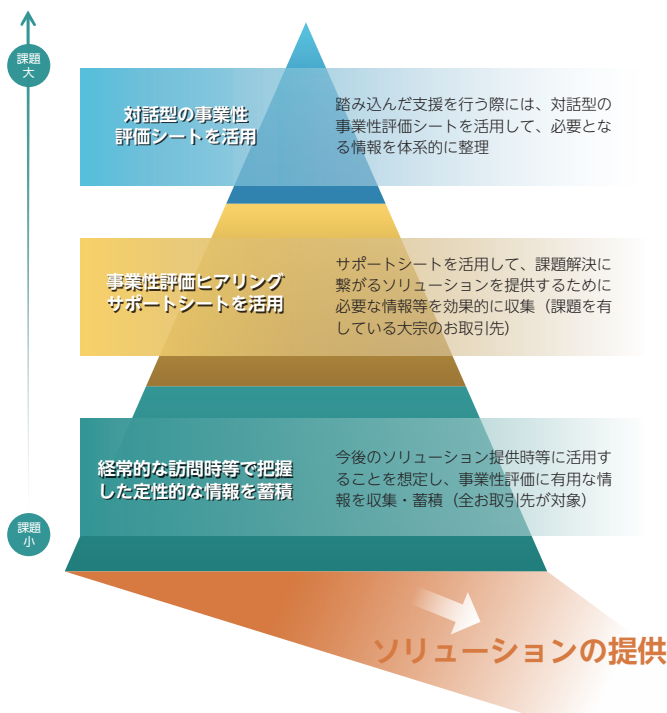 課題
大
対話型の事業性
評価シートを活用
踏み込んだ支援を行う際には、対話型の
事業性評価シートを活用して、必要とな
る情報を体系的に整理
事業性評価ヒアリング
サポートシートを活用
サポートシートを活用して、課題解決に
繋がるソリューションを提供するために
必要な情報等を効果的に収集（課題を有
している大宗のお取引先）
経常的な訪問時等で把握
した定性的な情報を蓄積
今後のソリューション提供時等に活用す
ることを想定し、事業性評価に有用な情
報を収集・蓄積（全お取引先が対象）
課題
小
ソリューションの提供